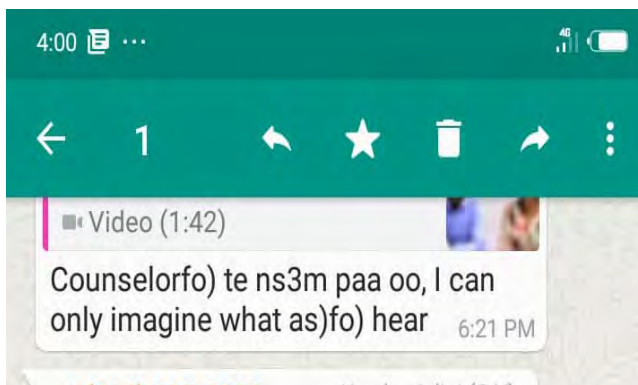 4:00 ...
4G
1
Video (1:42)
Counselorfo) te ns3m paa oo, I can
only imagine what as)fo) hear
6:21 PM